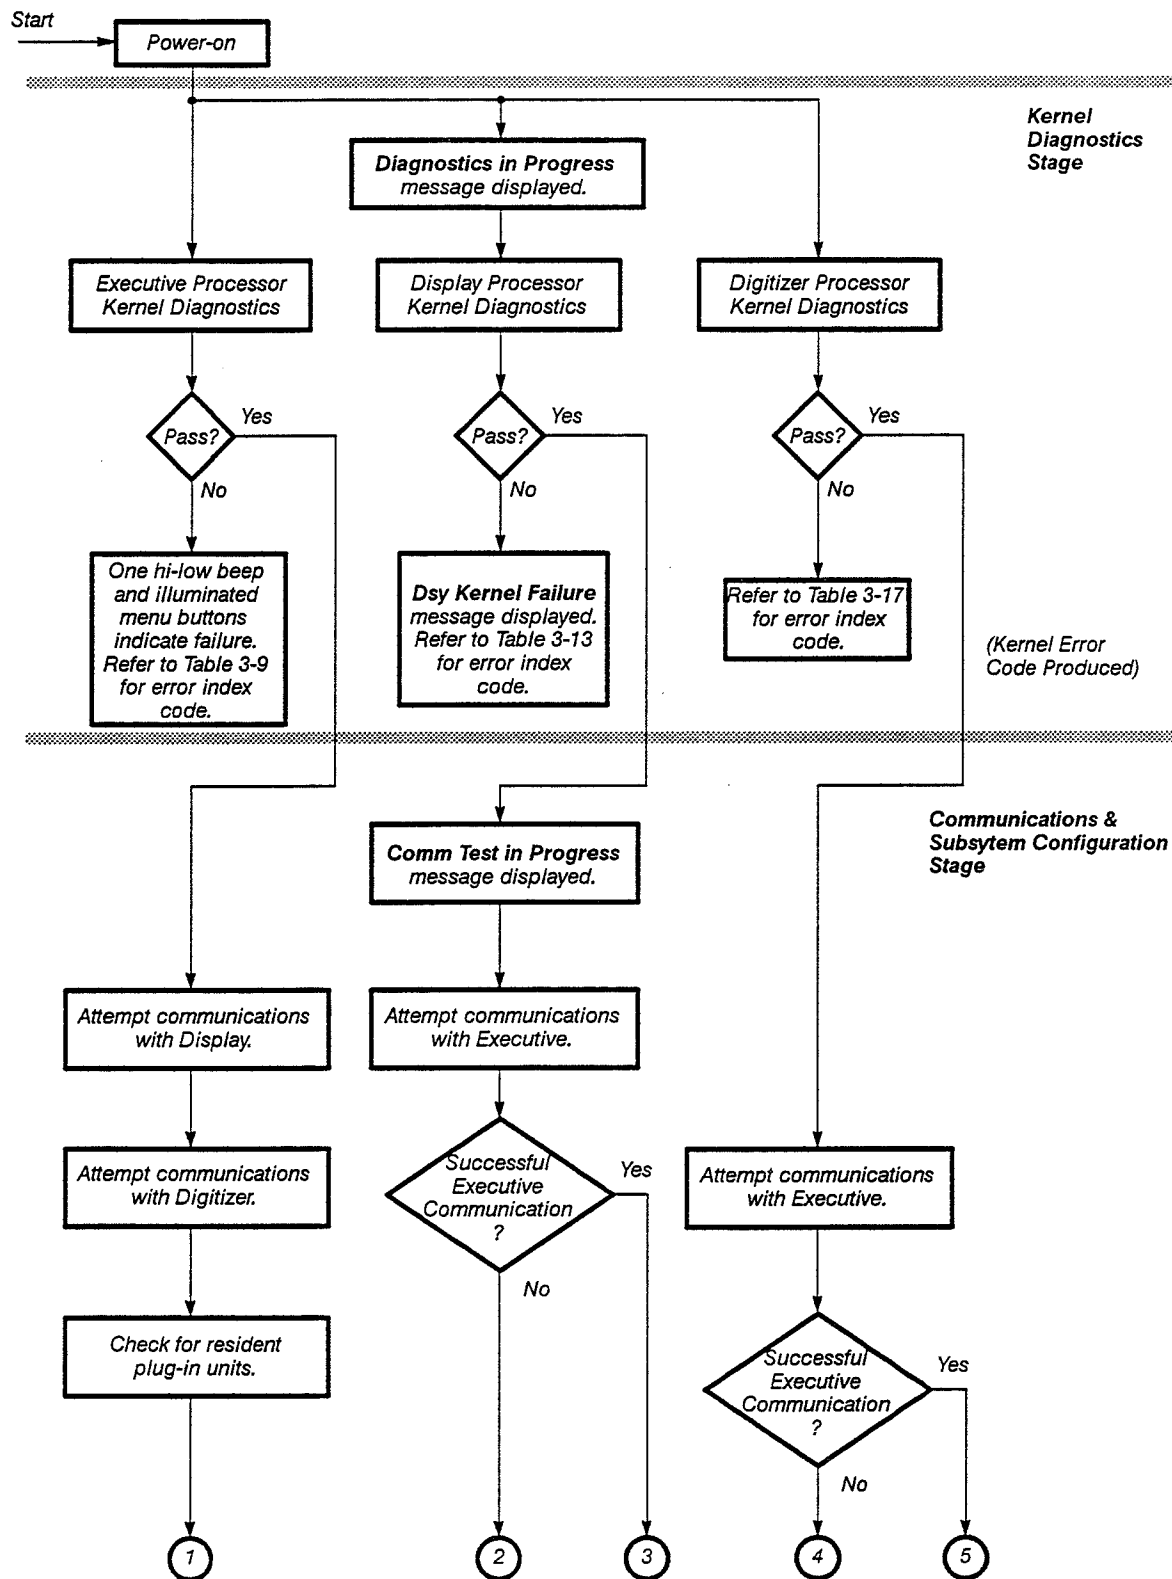 Start
Power-on
Kernel
Diagnostics
Stage
Diagnostics in Progress
message displayed.
Executive Processor
Kernel Diagnostics
Display Processor
Kernel Diagnostics
Digitizer Processor
Kernel Diagnostics
Pass?
Yes
No
Pass?
Yes
No
Pass?
Yes
No
One hi-low beep
and illuminated
menu buttons
indicate failure.
Refer to Table 3-9
for error index
code.
Dsy Kernel Failure
message displayed.
Refer to Table 3-13
for error index
code.
Refer to Table 3-17
for error index
code.
(Kernel Error
Code Produced)
Communications &
Subsytem Configuration
Stage
Comm Test in Progress
message displayed.
Attempt communications
with Display.
Attempt communications
with Executive.
Attempt communications
with Digitizer.
Successful
Executive
Communication
?
Yes
No
Attempt communications
with Executive.
Check for resident
plug-in units.
Successful
Executive
Communication
?
Yes
No
1
2
3
4
5